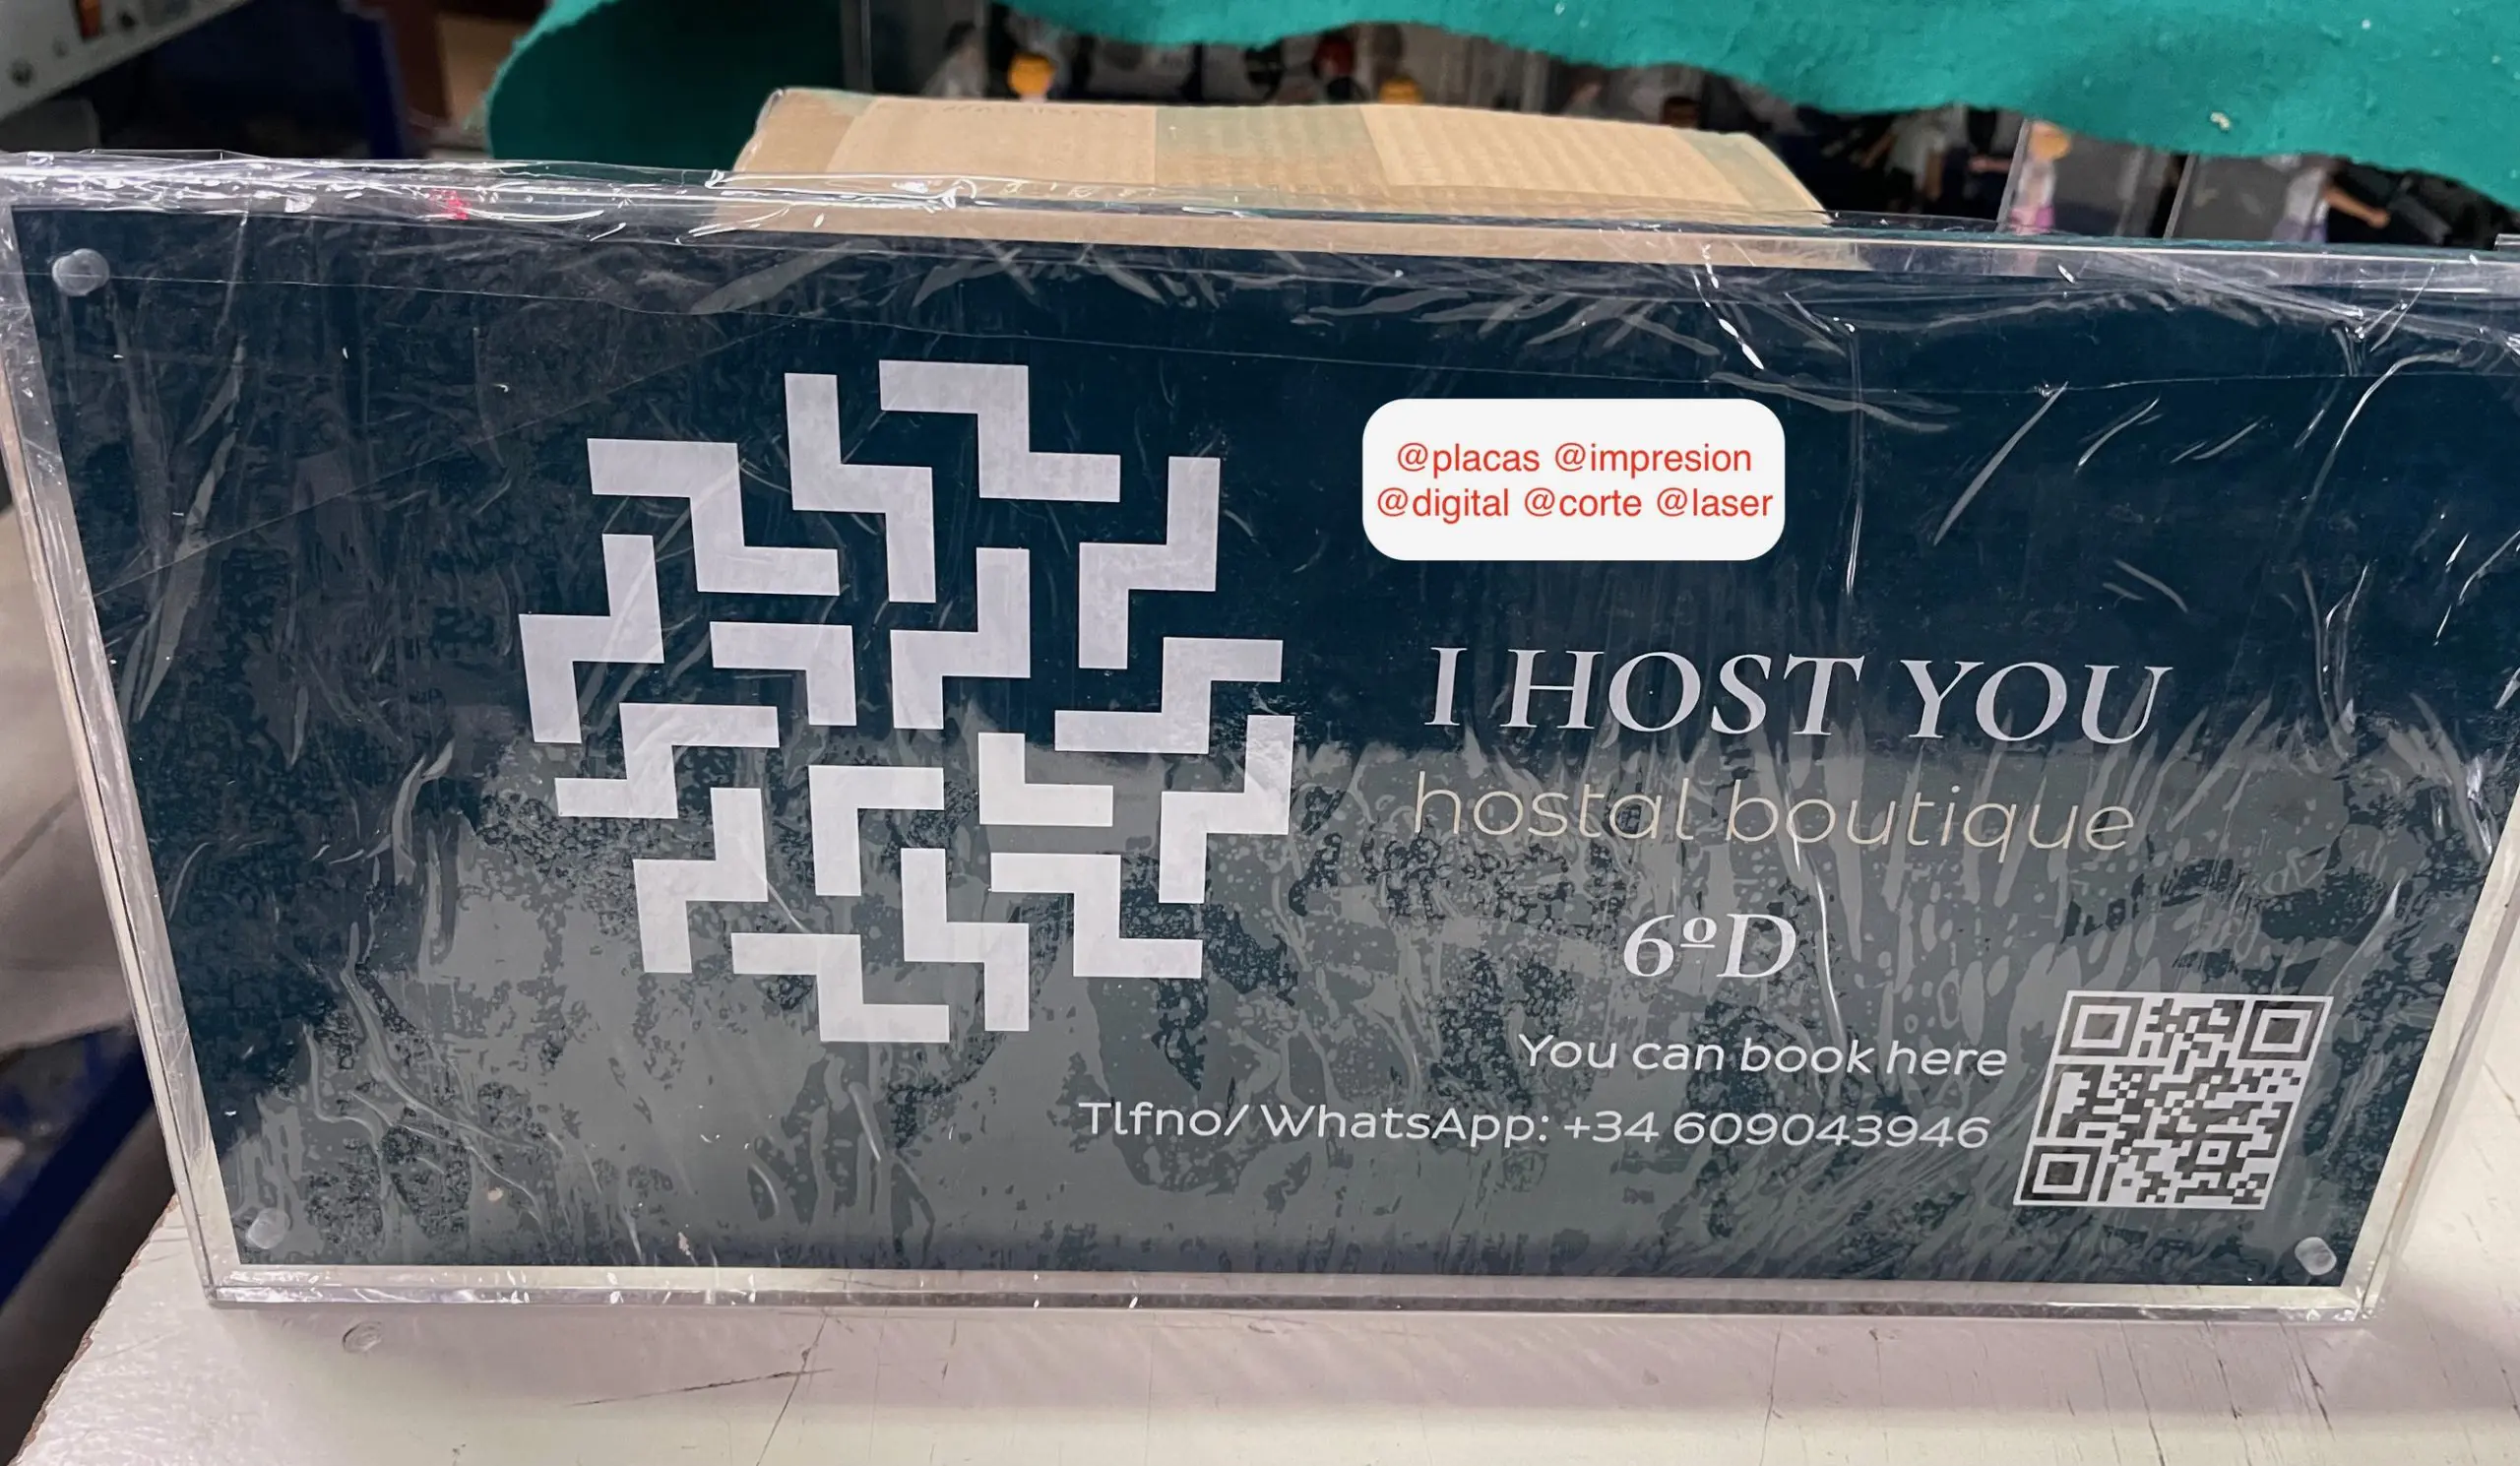 @placas @impresion
@digital @corte @laser
I HOST YOU
hostal boutique
6ºD
You can book here
Tlfno/ WhatsApp: +34 609043946